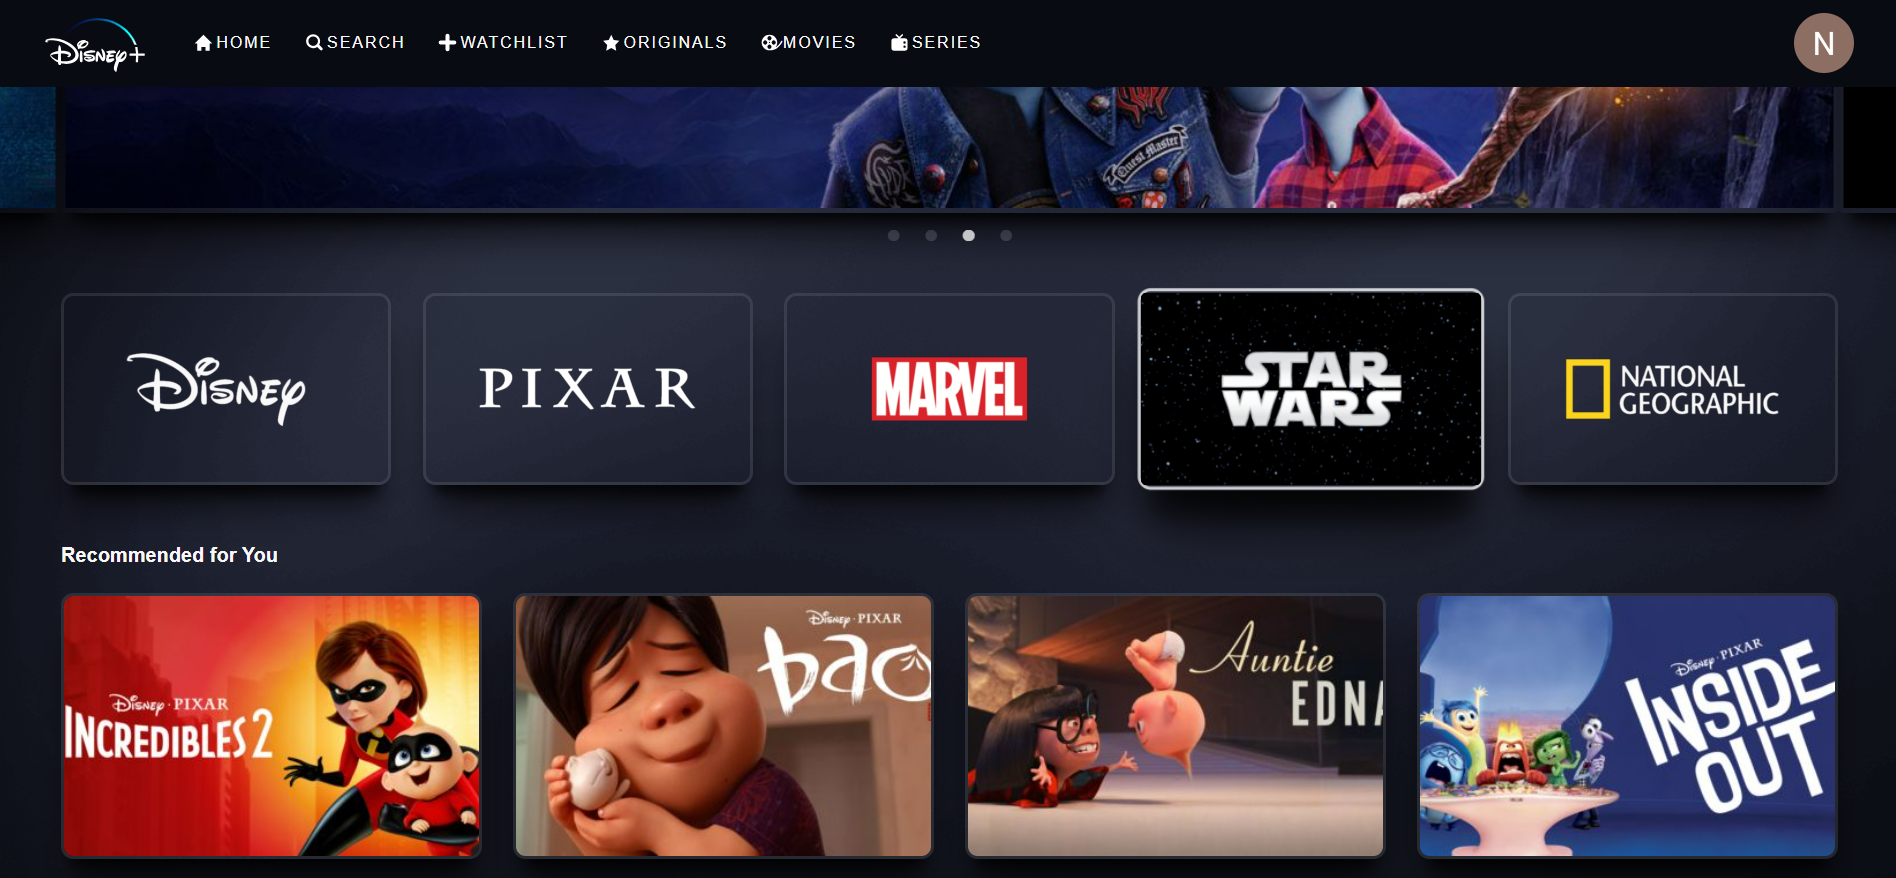 Disney+ HOME SEARCH WATCHLIST ORIGINALS MOVIES SERIES N
Quest Master
Disney PIXAR MARVEL STAR WARS NATIONAL GEOGRAPHIC
Recommended for You
Disney · PIXAR
INCREDIBLES 2
Disney · PIXAR
bao
Auntie
EDNA
Disney · PIXAR
INSIDE
OUT